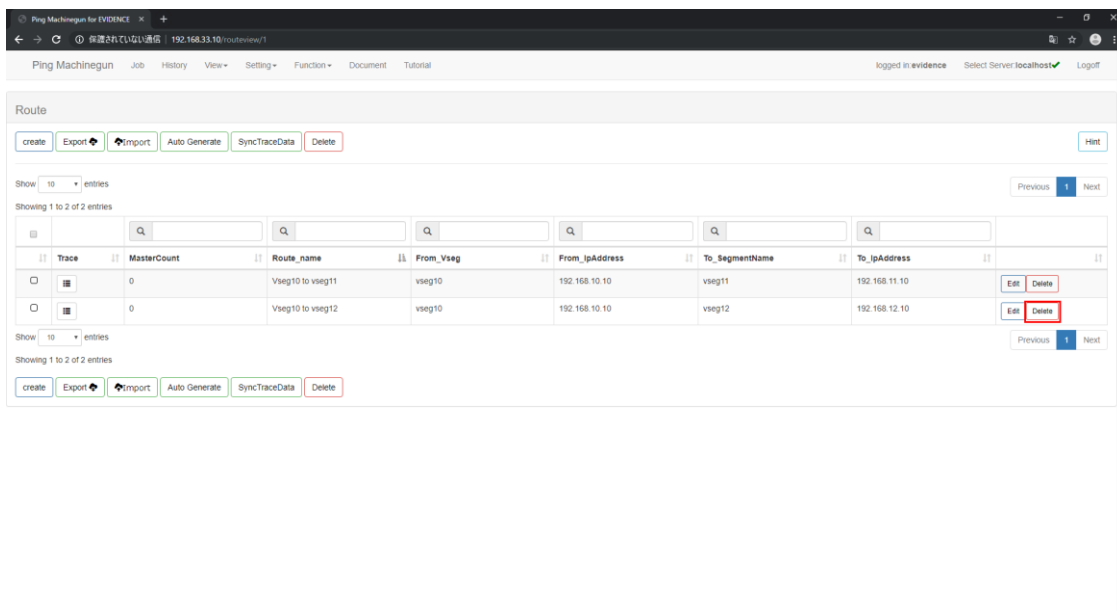 Ping Machinegun for EVIDENCE
保護されていない通信 | 192.168.33.10/routeview/1
Ping Machinegun Job History View Setting Function Document Tutorial logged in:evidence Select Server:localhost Logoff
Route
create Export Import Auto Generate SyncTraceData Delete Hint
Show 10 entries Previous 1 Next
Showing 1 to 2 of 2 entries
Trace MasterCount Route_name From_Vseg From_IpAddress To_SegmentName To_IpAddress
0 Vseg10 to vseg11 vseg10 192.168.10.10 vseg11 192.168.11.10 Edit Delete
0 Vseg10 to vseg12 vseg10 192.168.10.10 vseg12 192.168.12.10 Edit Delete
Show 10 entries Previous 1 Next
Showing 1 to 2 of 2 entries
create Export Import Auto Generate SyncTraceData Delete